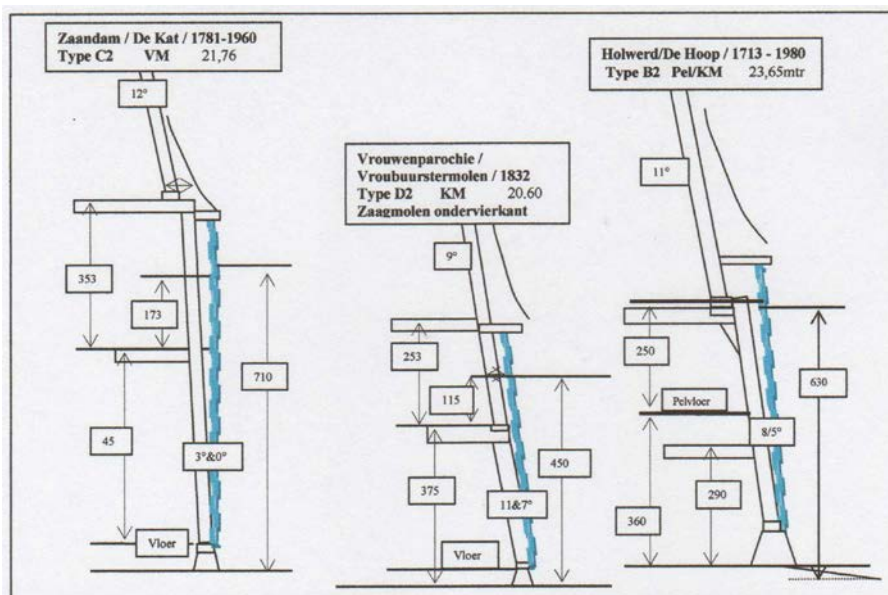 Zaandam / De Kat / 1781-1960
Type C2 VM 21,76
12°
353
173
710
45
3°&0°
Vloer
Vrouwenparochie /
Vroubuurstermolen / 1832
Type D2 KM 20.60
Zaagmolen ondervierkant
9°
253
115
450
375
11&7°
Vloer
Holwerd/De Hoop / 1713 - 1980
Type B2 Pel/KM 23,65mtr
11°
250
630
Pelvloer
8/5°
290
360